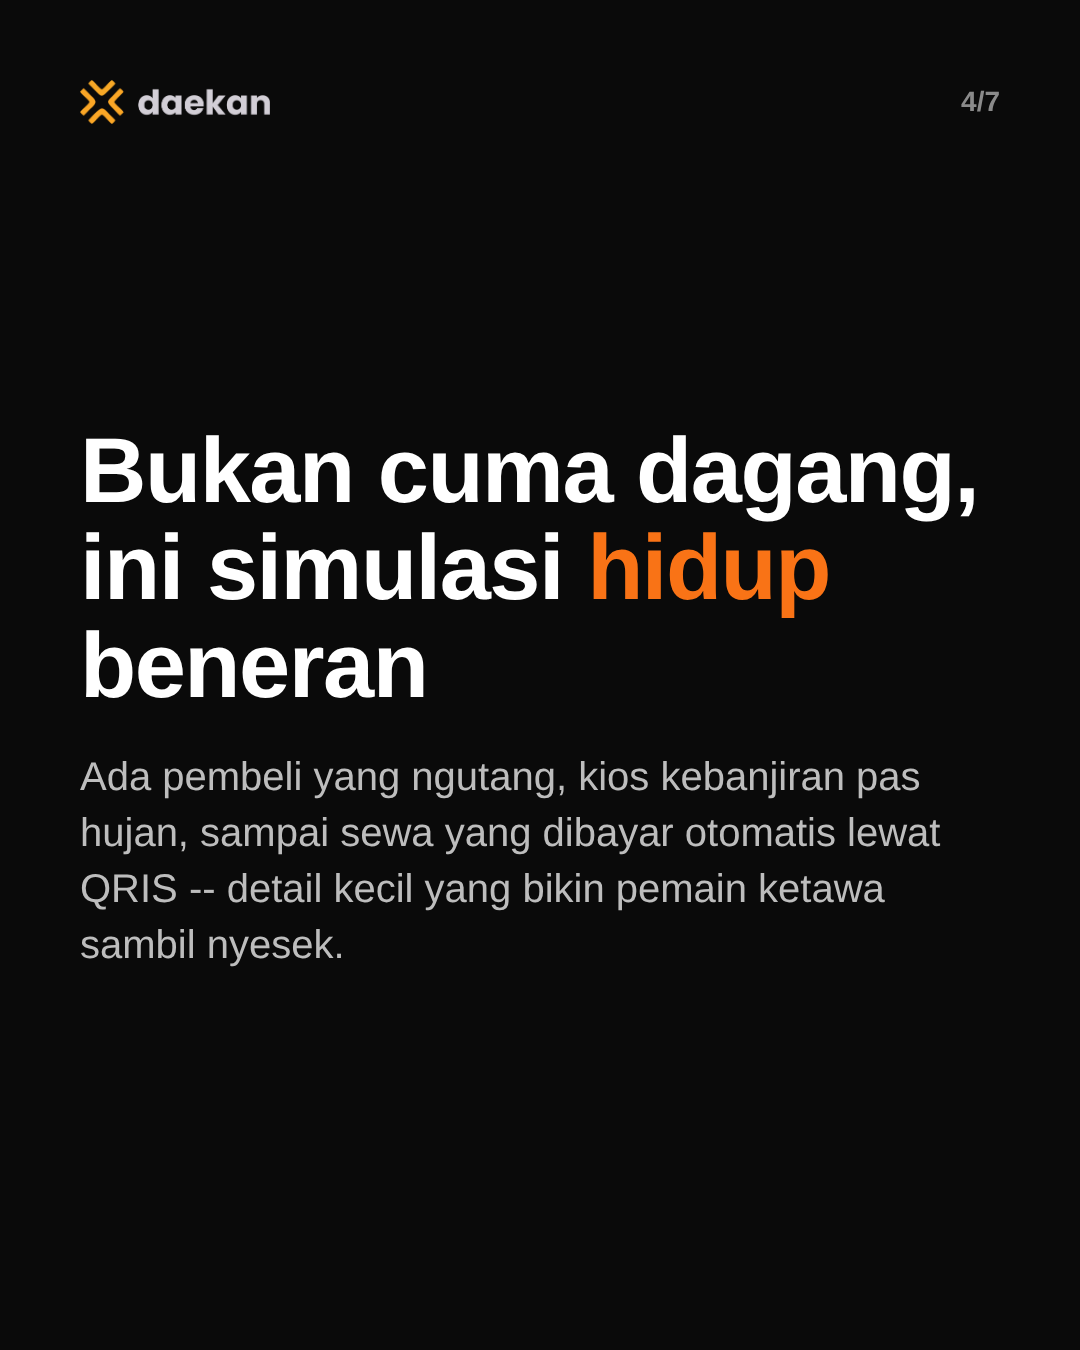 daekan
4/7
Bukan cuma dagang,
ini simulasi hidup
beneran
Ada pembeli yang ngutang, kios kebanjiran pas
hujan, sampai sewa yang dibayar otomatis lewat
QRIS -- detail kecil yang bikin pemain ketawa
sambil nyesek.